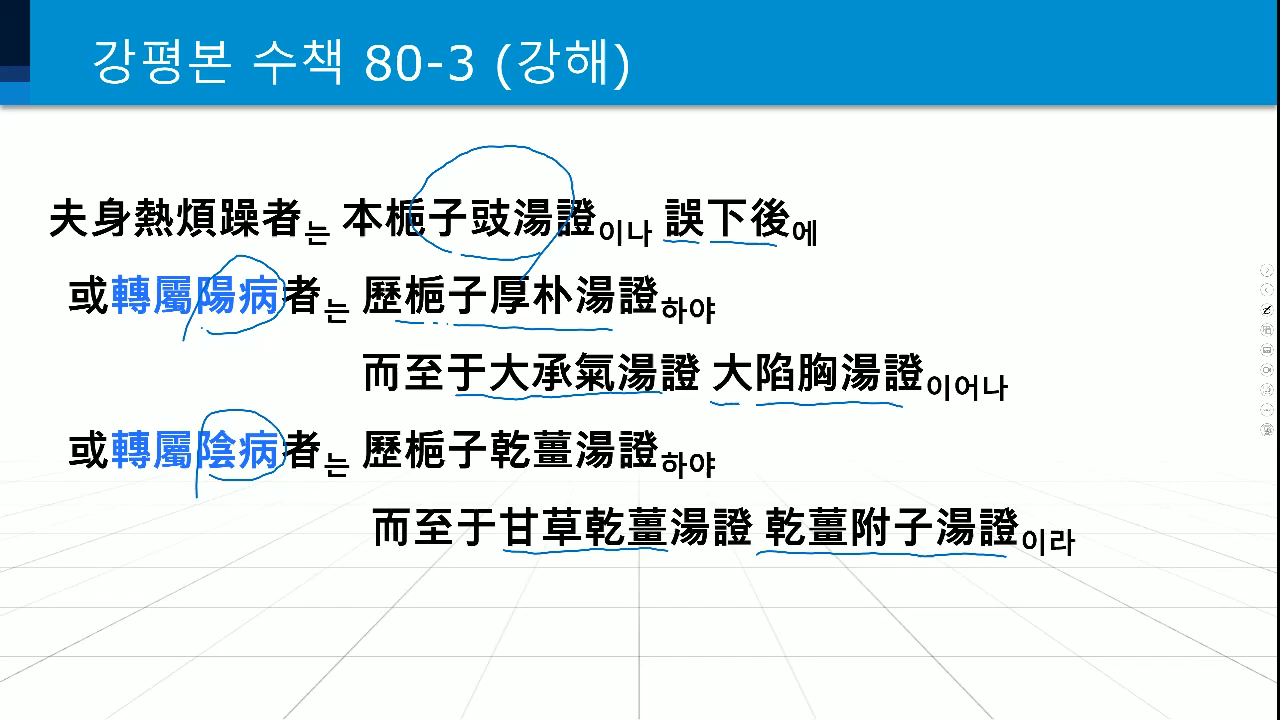 강평본 수책 80-3 (강해)
夫身熱煩躁者는 本梔子豉湯證이나 誤下後에
或轉屬陽病者는 歷梔子厚朴湯證하야
而至于大承氣湯證 大陷胸湯證이어나
或轉屬陰病者는 歷梔子乾薑湯證하야
而至于甘草乾薑湯證 乾薑附子湯證이라